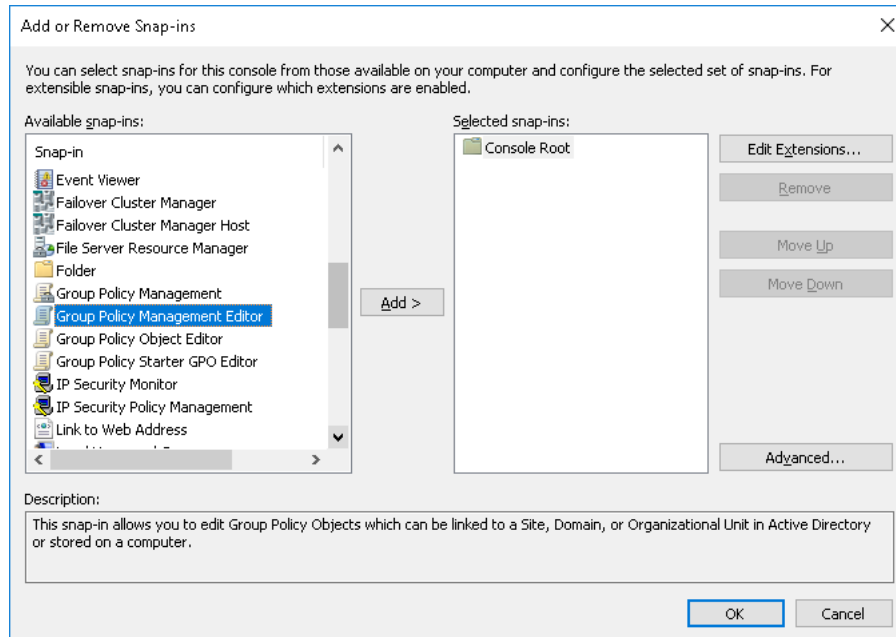 Add or Remove Snap-ins
You can select snap-ins for this console from those available on your computer and configure the selected set of snap-ins. For
extensible snap-ins, you can configure which extensions are enabled.
Available snap-ins:
Snap-in
Event Viewer
Failover Cluster Manager
Failover Cluster Manager Host
File Server Resource Manager
Folder
Group Policy Management
Group Policy Management Editor
Group Policy Object Editor
Group Policy Starter GPO Editor
IP Security Monitor
IP Security Policy Management
Link to Web Address
Add >
Selected snap-ins:
Console Root
Edit Extensions...
Remove
Move Up
Move Down
Advanced...
Description:
This snap-in allows you to edit Group Policy Objects which can be linked to a Site, Domain, or Organizational Unit in Active Directory
or stored on a computer.
OK
Cancel